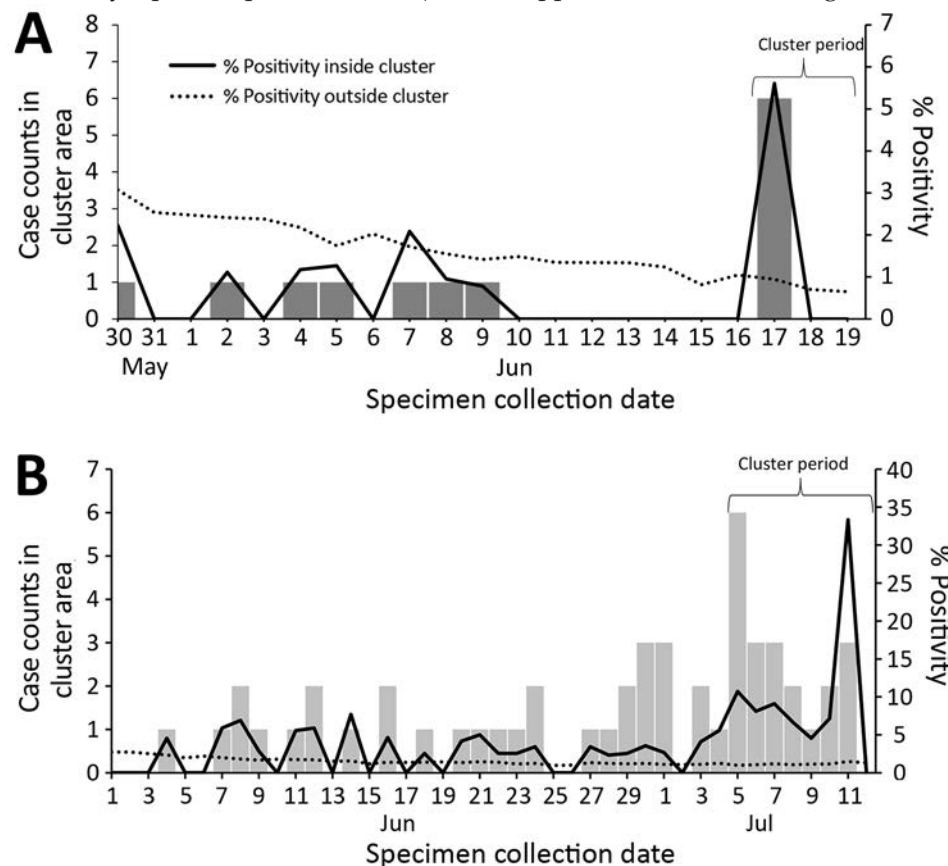 A
Case counts in
cluster area
8
7
6
5
4
3
2
1
0
% Positivity inside cluster
% Positivity outside cluster
Cluster period
7
6
5
4
3
2
1
0
% Positivity
30 31 1 2 3 4 5 6 7 8 9 10 11 12 13 14 15 16 17 18 19
May Jun
Specimen collection date
B
Case counts in
cluster area
7
6
5
4
3
2
1
0
Cluster period
40
35
30
25
20
15
10
5
0
% Positivity
1 3 5 7 9 11 13 15 17 19 21 23 25 27 29 1 3 5 7 9 11
Jun Jul
Specimen collection date